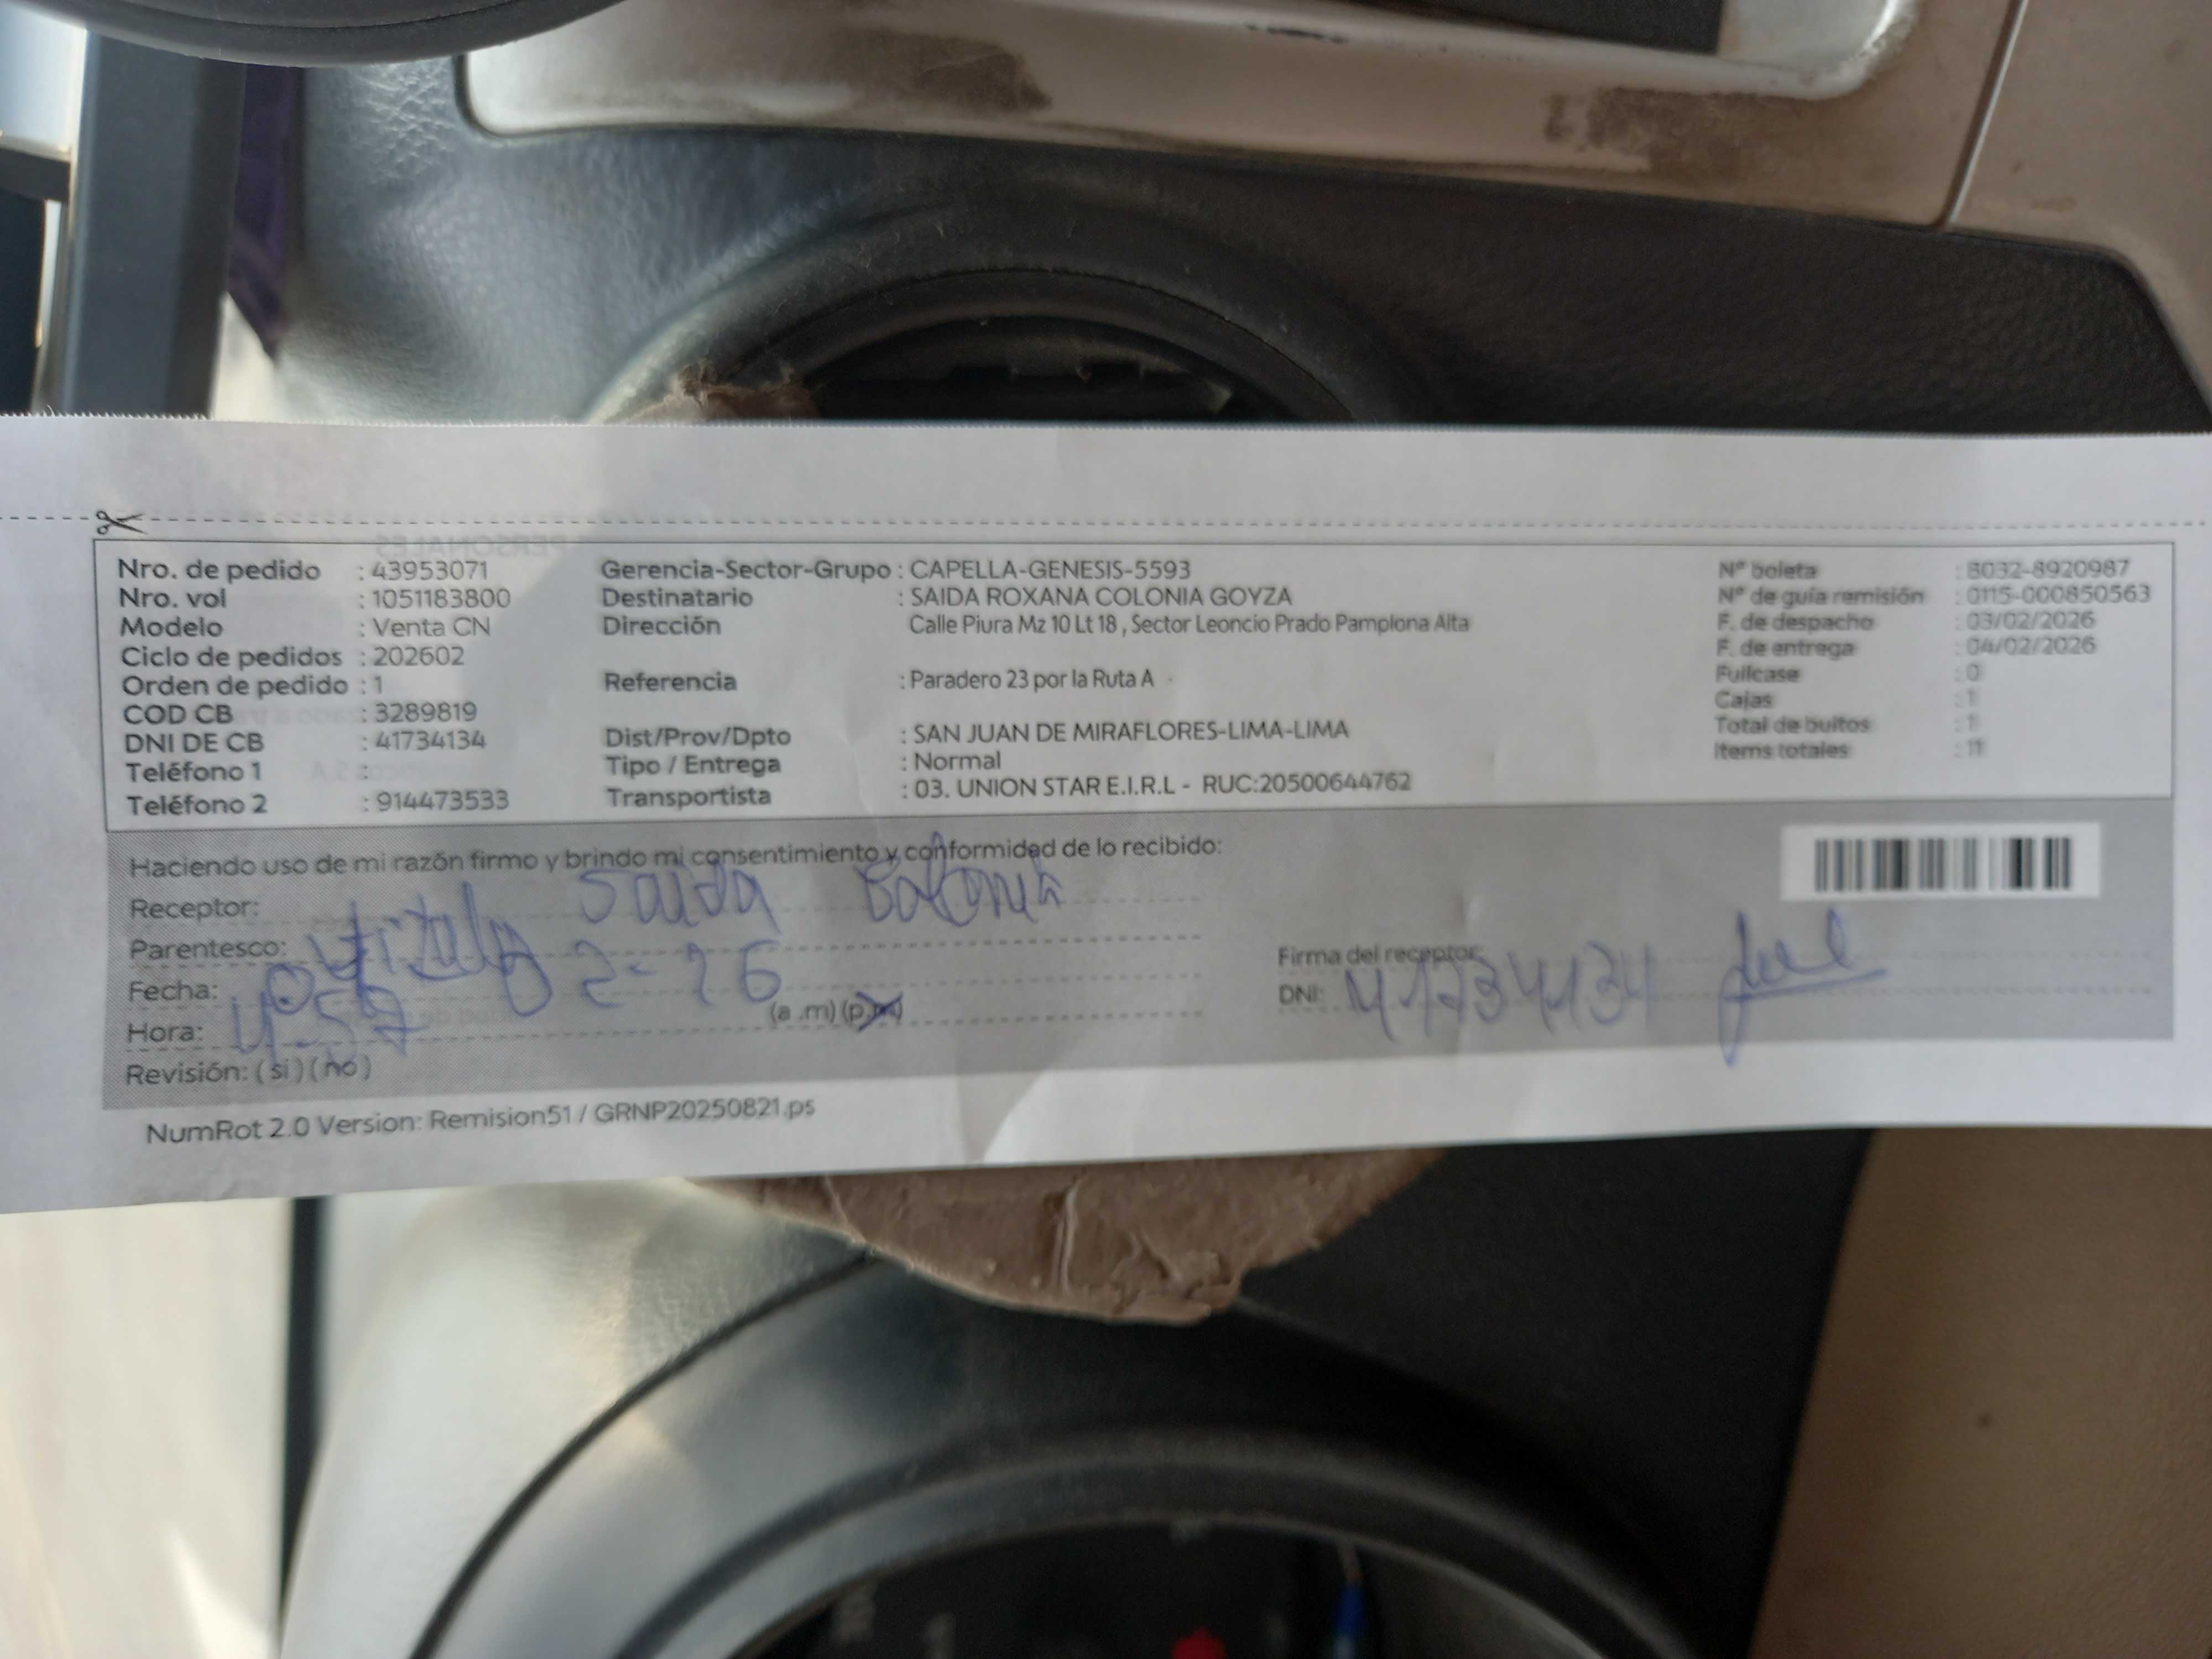 Nro. de pedido : 43953071
Nro. vol : 1051183800
Modelo : Venta CN
Ciclo de pedidos : 202602
Orden de pedido : 1
COD CB : 3289819
DNI DE CB : 41734134
Teléfono 1 :
Teléfono 2 : 914473533
Gerencia-Sector-Grupo : CAPELLA-GENESIS-5593
Destinatario : SAIDA ROXANA COLONIA GOYZA
Dirección Calle Piura Mz 10 Lt 18 , Sector Leoncio Prado Pamplona Alta
Referencia : Paradero 23 por la Ruta A
Dist/Prov/Dpto : SAN JUAN DE MIRAFLORES-LIMA-LIMA
Tipo / Entrega : Normal
Transportista : 03. UNION STAR E.I.R.L - RUC:20500644762
N° boleta : B032-8920987
N° de guía remisión : 0115-000850563
F. de despacho : 03/02/2026
F. de entrega : 04/02/2026
Fullcase : 0
Cajas : 1
Total de bultos : 1
Items totales : 11
Haciendo uso de mi razón firmo y brindo mi consentimiento y conformidad de lo recibido:
Receptor: Saida Colonia
Parentesco: titular
Fecha: 02-26
Hora: 4-57 (a .m) (p.m)
Revisión: ( si ) ( no )
Firma del receptor
DNI: 41734134
NumRot 2.0 Version: Remision51 / GRNP20250821.ps